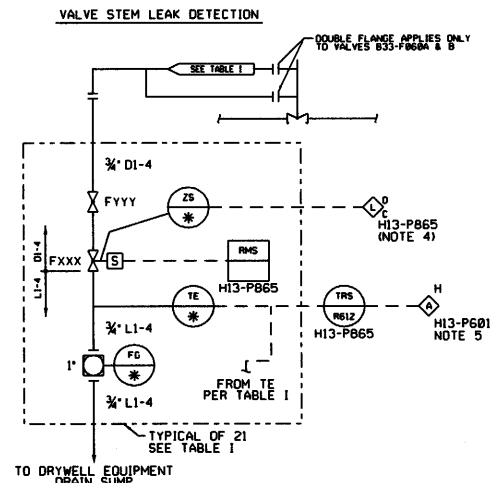 VALVE STEM LEAK DETECTION
DOUBLE FLANGE APPLIES ONLY
TO VALVES B33-F060A & B
SEE TABLE I
3/4" D1-4
FYYY
ZS
*
L
D
C
H13-P865
(NOTE 4)
D1-4
L1-4
FXXX
S
RMS
H13-P865
TE
*
TRS
R612
H13-P865
H
A
H13-P601
NOTE 5
3/4" L1-4
1"
FG
*
FROM TE
PER TABLE I
3/4" L1-4
TYPICAL OF 21
SEE TABLE I
TO DRYWELL EQUIPMENT
DRAIN SUMP